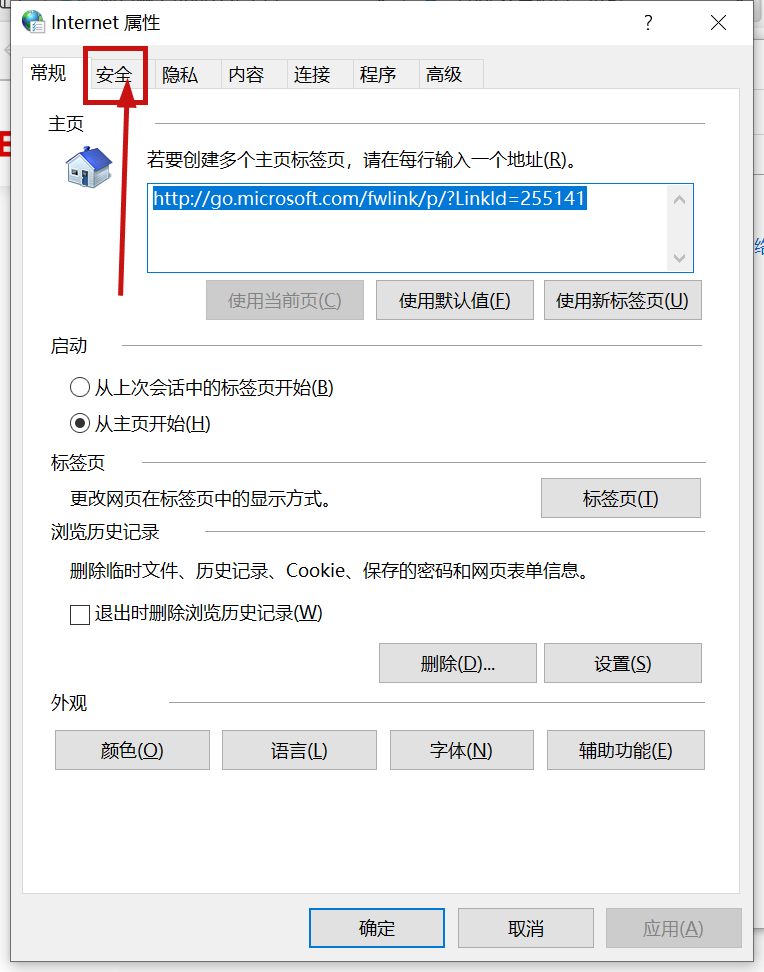 Internet 属性
常规 安全 隐私 内容 连接 程序 高级
主页
若要创建多个主页标签页，请在每行输入一个地址(R)。
http://go.microsoft.com/fwlink/p/?LinkId=255141
使用当前页(C) 使用默认值(F) 使用新标签页(U)
启动
从上次会话中的标签页开始(B)
从主页开始(H)
标签页
更改网页在标签页中的显示方式。 标签页(T)
浏览历史记录
删除临时文件、历史记录、Cookie、保存的密码和网页表单信息。
退出时删除浏览历史记录(W)
删除(D)... 设置(S)
外观
颜色(O) 语言(L) 字体(N) 辅助功能(E)
确定 取消 应用(A)